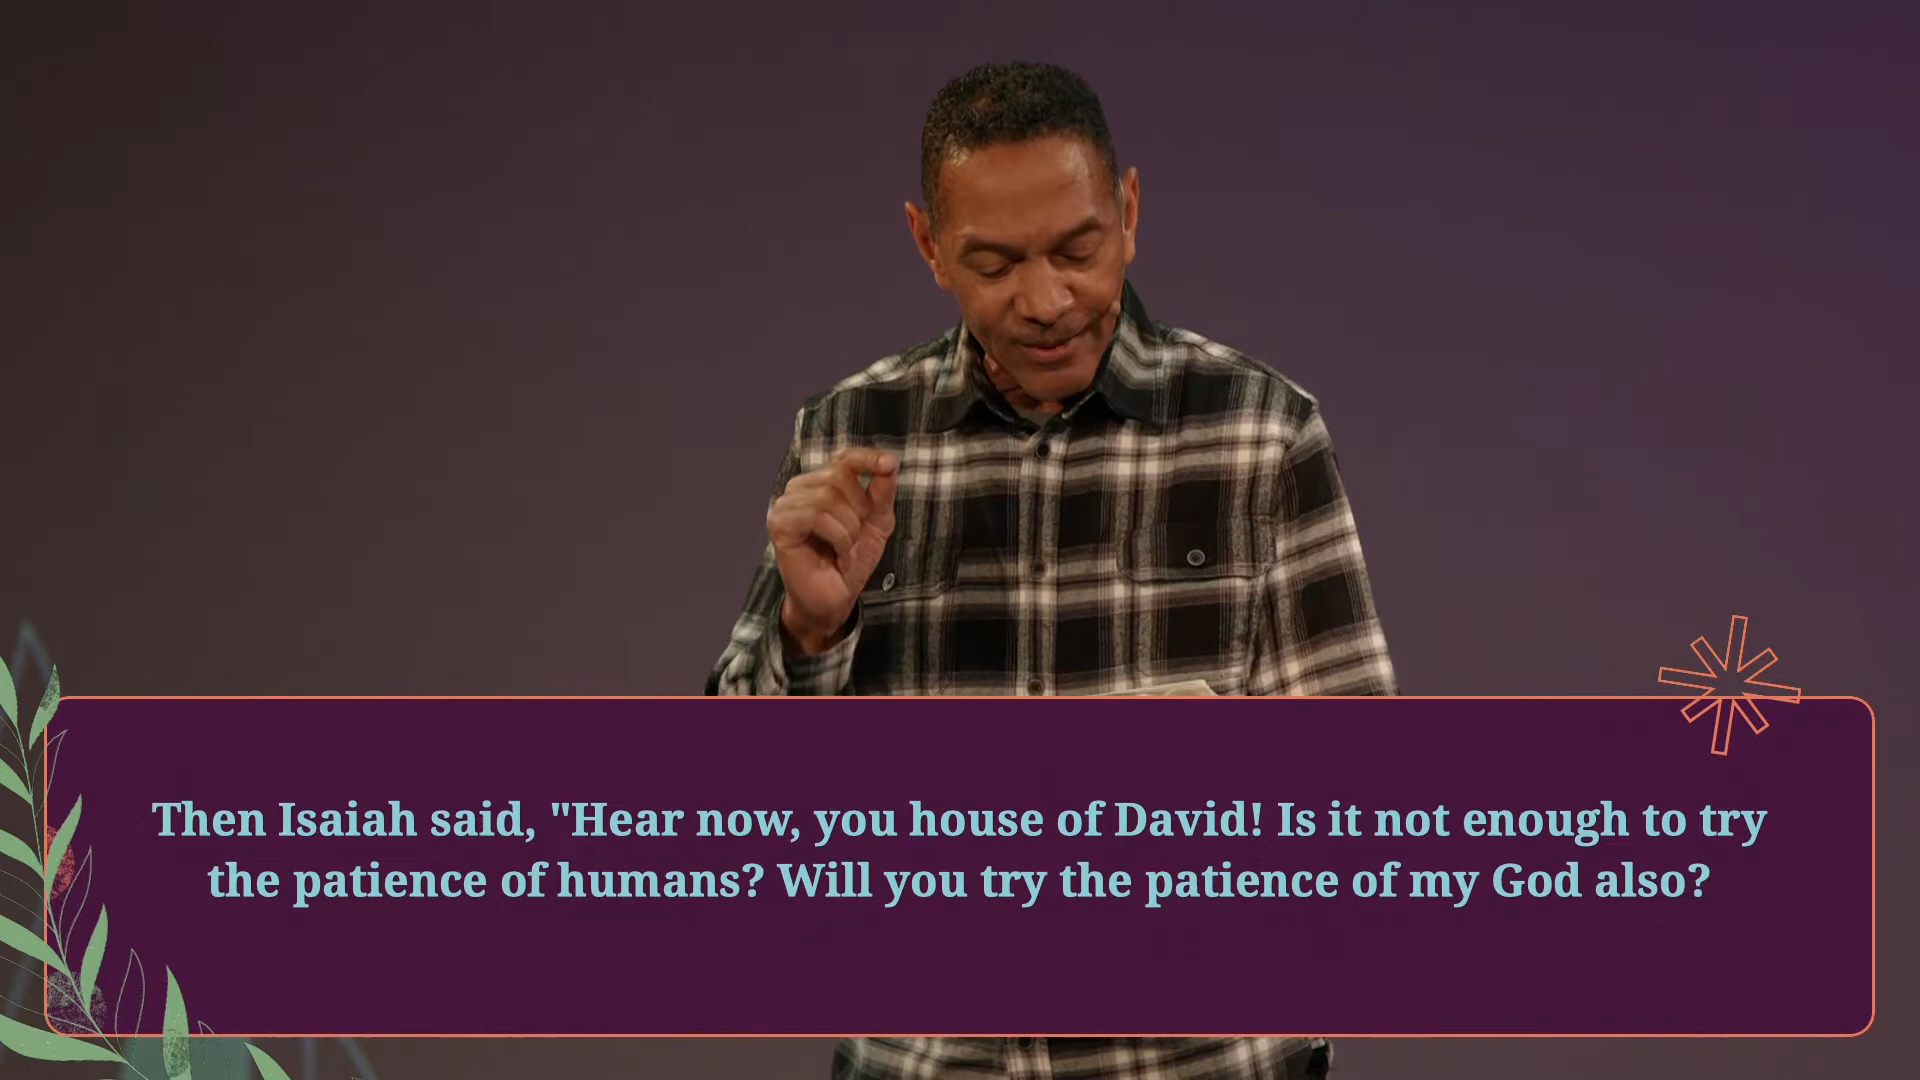 Then Isaiah said, "Hear now, you house of David! Is it not enough to try
the patience of humans? Will you try the patience of my God also?